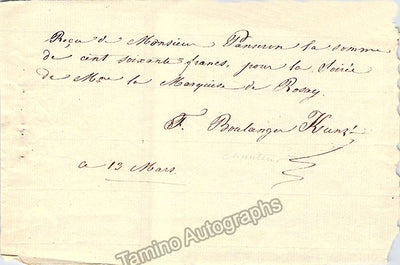 Reçu de Monsieur Panseron la somme
de cent soixante francs, pour la Soirée
de Mme la Marquise de Rosay.
F. Boulanger Kunzé
ce 13 Mars.
Tamino Autographs